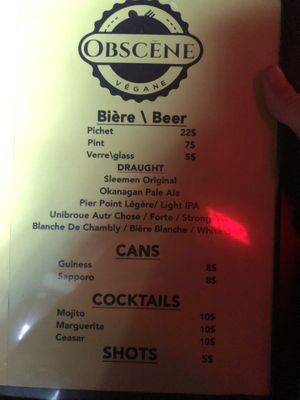 OBSCÈNE
VÉGANE
Bière \ Beer
Pichet 22$
Pint 7$
Verre\glass 5$
DRAUGHT
Sleemen Original
Okanagan Pale Ale
Pier Point Légère/ Light IPA
Unibroue Autr Chose / Forte / Strong
Blanche De Chambly / Bière Blanche /
CANS
Guiness 8$
Sapporo 8$
COCKTAILS
Mojito 10$
Marguerita 10$
Ceasar 10$
SHOTS 5$